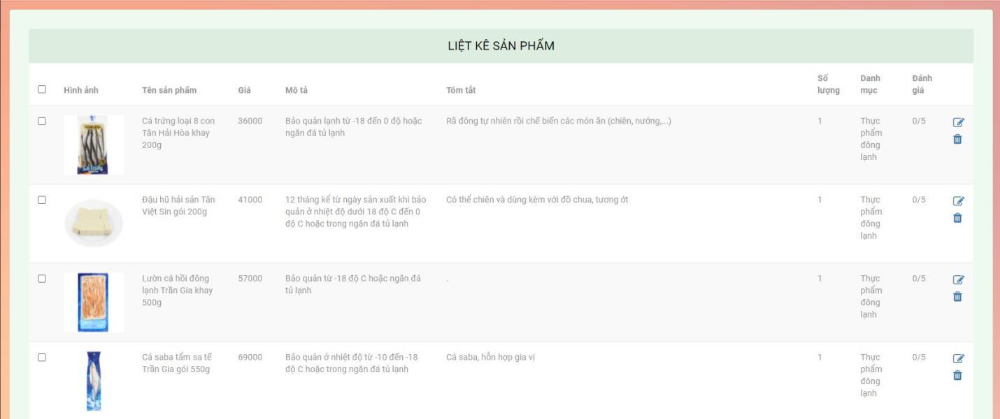 LIỆT KÊ SẢN PHẨM
Hình ảnh Tên sản phẩm Giá Mô tả Tóm tắt Số lượng Danh mục Đánh giá
Cá trứng loại 8 con
Tân Hải Hòa khay
200g
36000
Bảo quản lạnh từ -18 đến 0 độ hoặc
ngăn đá tủ lạnh
Rã đông tự nhiên rồi chế biến các món ăn (chiên, nướng,...)
1
Thực
phẩm
đông
lạnh
0/5
Đậu hũ hải sản Tân
Việt Sin gói 200g
41000
12 tháng kể từ ngày sản xuất khi bảo
quản ở nhiệt độ dưới 18 độ C đến 0
độ C hoặc trong ngăn đá tủ lạnh
Có thể chiên và dùng kèm với đồ chua, tương ớt
1
Thực
phẩm
đông
lạnh
0/5
Lườn cá hồi đông
lạnh Trần Gia khay
500g
57000
Bảo quản từ -18 độ C hoặc ngăn đá
tủ lạnh
.
1
Thực
phẩm
đông
lạnh
0/5
Cá saba tẩm sa tế
Trần Gia gói 550g
69000
Bảo quản ở nhiệt độ từ -10 đến -18
độ C hoặc trong ngăn đá tủ lạnh
Cá saba, hỗn hợp gia vị
1
Thực
phẩm
đông
lạnh
0/5